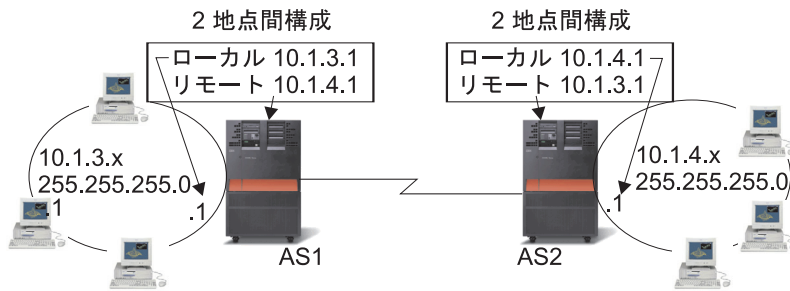 2 地点間構成
ローカル 10.1.3.1
リモート 10.1.4.1
2 地点間構成
ローカル 10.1.4.1
リモート 10.1.3.1
10.1.3.x
255.255.255.0
.1
.1
AS1
10.1.4.x
255.255.255.0
.1
AS2